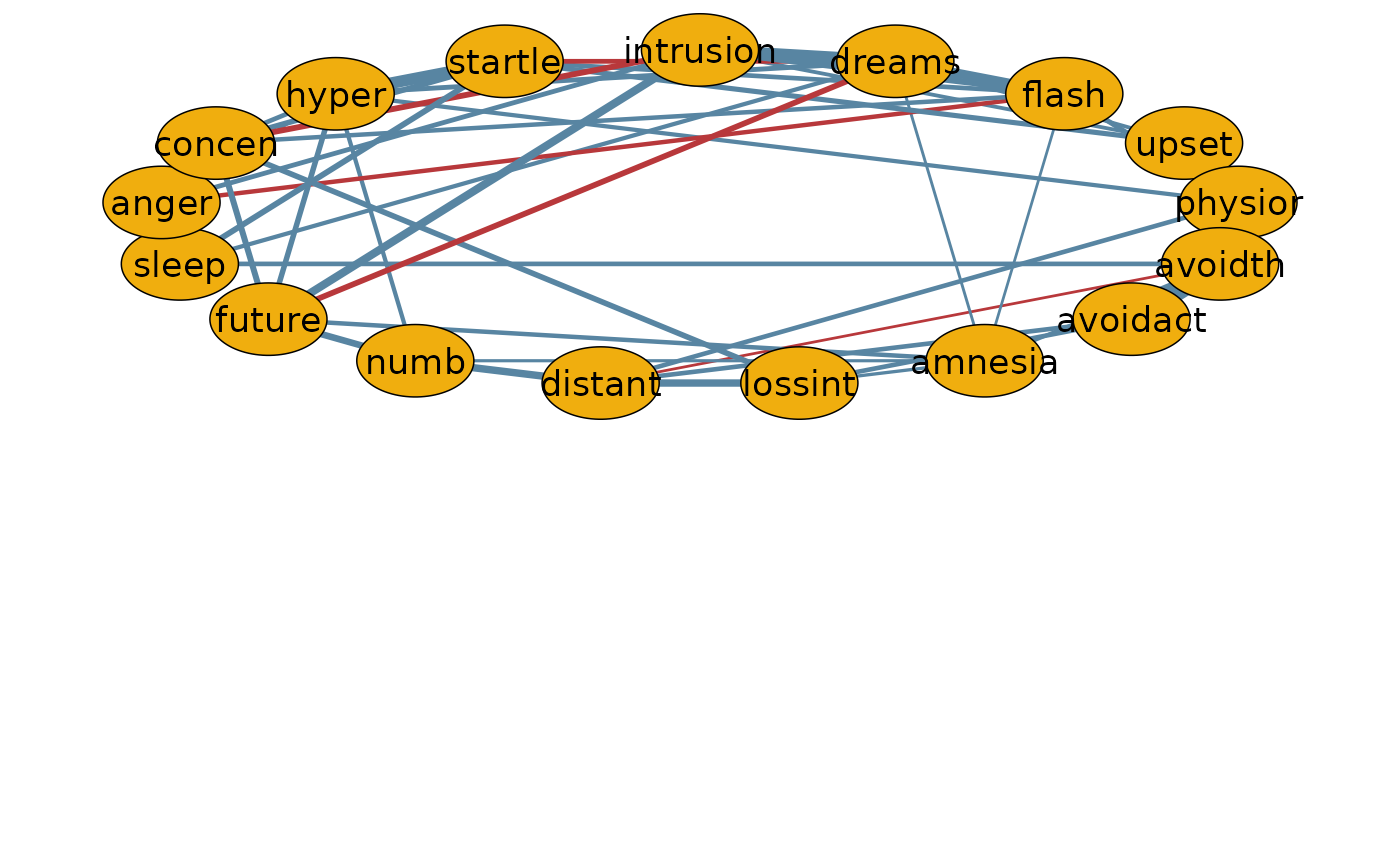 intrusion
dreams
startle
flash
hyper
upset
concen
physior
anger
avoidth
sleep
avoidact
future
amnesia
numb
lossint
distant